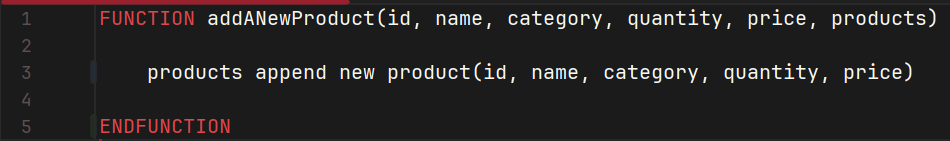 1 FUNCTION addANewProduct(id, name, category, quantity, price, products)
2
3 products append new product(id, name, category, quantity, price)
4
5 ENDFUNCTION